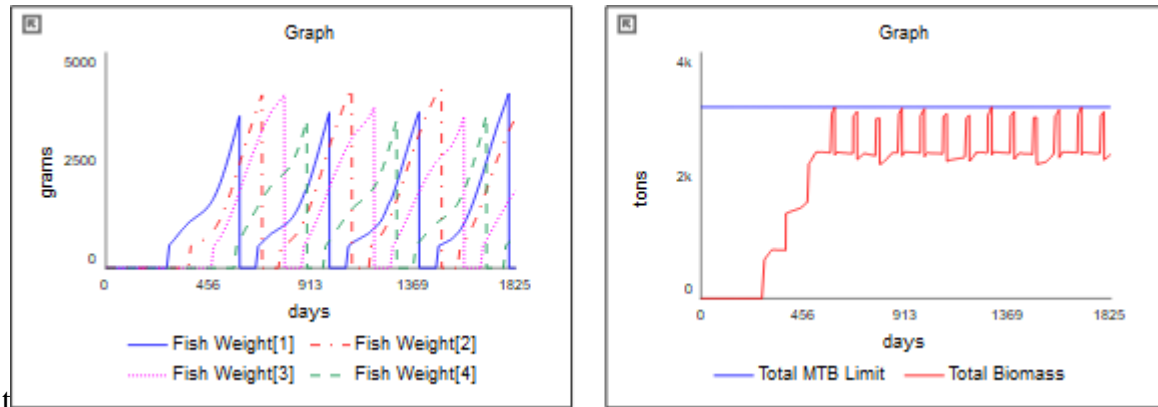 R
Graph
5000
2500
0
grams
0 456 913 1369 1825
days
Fish Weight[1] Fish Weight[2]
Fish Weight[3] Fish Weight[4]
R
Graph
4k
2k
0
tons
0 456 913 1369 1825
days
Total MTB Limit Total Biomass
t